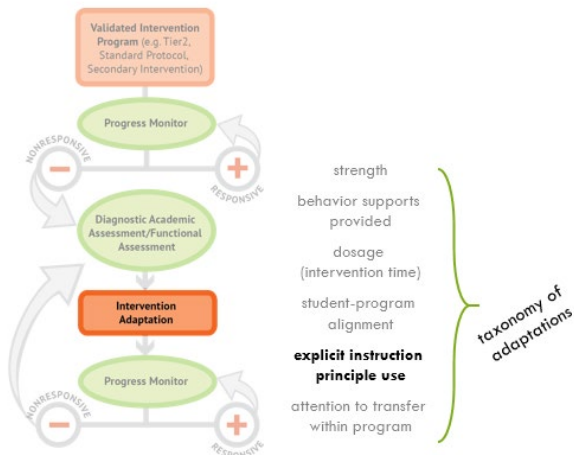 Validated Intervention
Program (e.g. Tier2,
Standard Protocol,
Secondary Intervention)
Progress Monitor
NONRESPONSIVE
RESPONSIVE
Diagnostic Academic
Assessment/Functional
Assessment
Intervention
Adaptation
Progress Monitor
NONRESPONSIVE
RESPONSIVE
strength
behavior supports
provided
dosage
(intervention time)
student-program
alignment
explicit instruction
principle use
attention to transfer
within program
taxonomy of
adaptations